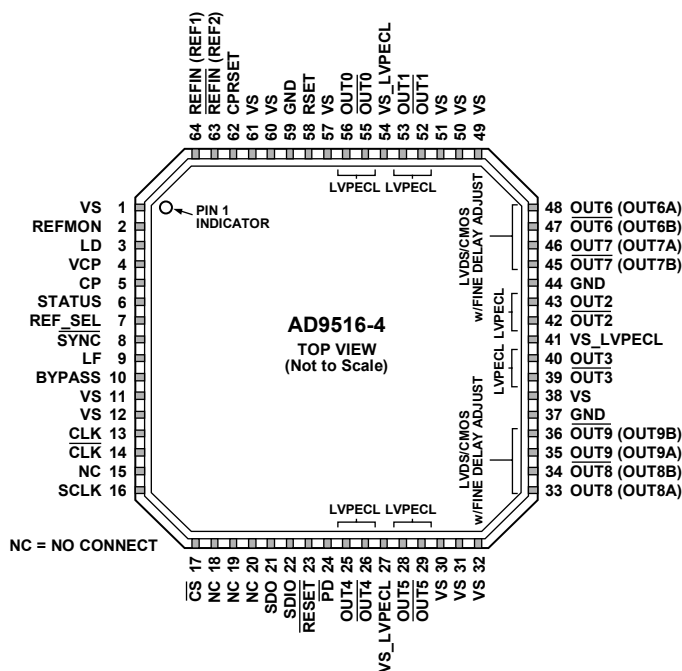 64 REFIN (REF1)
63 REFIN (REF2)
62 CPRSET
61 VS
60 VS
59 GND
58 RSET
57 VS
56 OUT0
55 OUT0
54 VS_LVPECL
53 OUT1
52 OUT1
51 VS
50 VS
49 VS
LVPECL LVPECL
VS 1
REFMON 2
LD 3
VCP 4
CP 5
STATUS 6
REF_SEL 7
SYNC 8
LF 9
BYPASS 10
VS 11
VS 12
CLK 13
CLK 14
NC 15
SCLK 16
PIN 1
INDICATOR
AD9516-4
TOP VIEW
(Not to Scale)
LVDS/CMOS
w/FINE DELAY ADJUST
LVPECL
LVPECL
LVDS/CMOS
w/FINE DELAY ADJUST
48 OUT6 (OUT6A)
47 OUT6 (OUT6B)
46 OUT7 (OUT7A)
45 OUT7 (OUT7B)
44 GND
43 OUT2
42 OUT2
41 VS_LVPECL
40 OUT3
39 OUT3
38 VS
37 GND
36 OUT9 (OUT9B)
35 OUT9 (OUT9A)
34 OUT8 (OUT8B)
33 OUT8 (OUT8A)
LVPECL LVPECL
NC = NO CONNECT
CS 17
NC 18
NC 19
NC 20
SDO 21
SDIO 22
RESET 23
PD 24
OUT4 25
OUT4 26
VS_LVPECL 27
OUT5 28
OUT5 29
VS 30
VS 31
VS 32